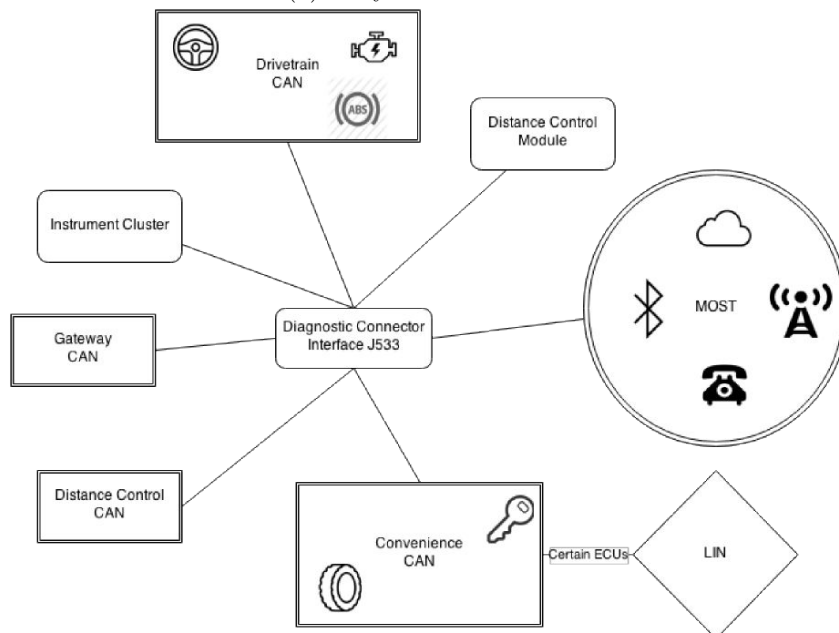 Drivetrain
CAN
ABS
Distance Control
Module
Instrument Cluster
MOST
Diagnostic Connector
Interface J533
Gateway
CAN
Distance Control
CAN
Convenience
CAN
Certain ECUs
LIN